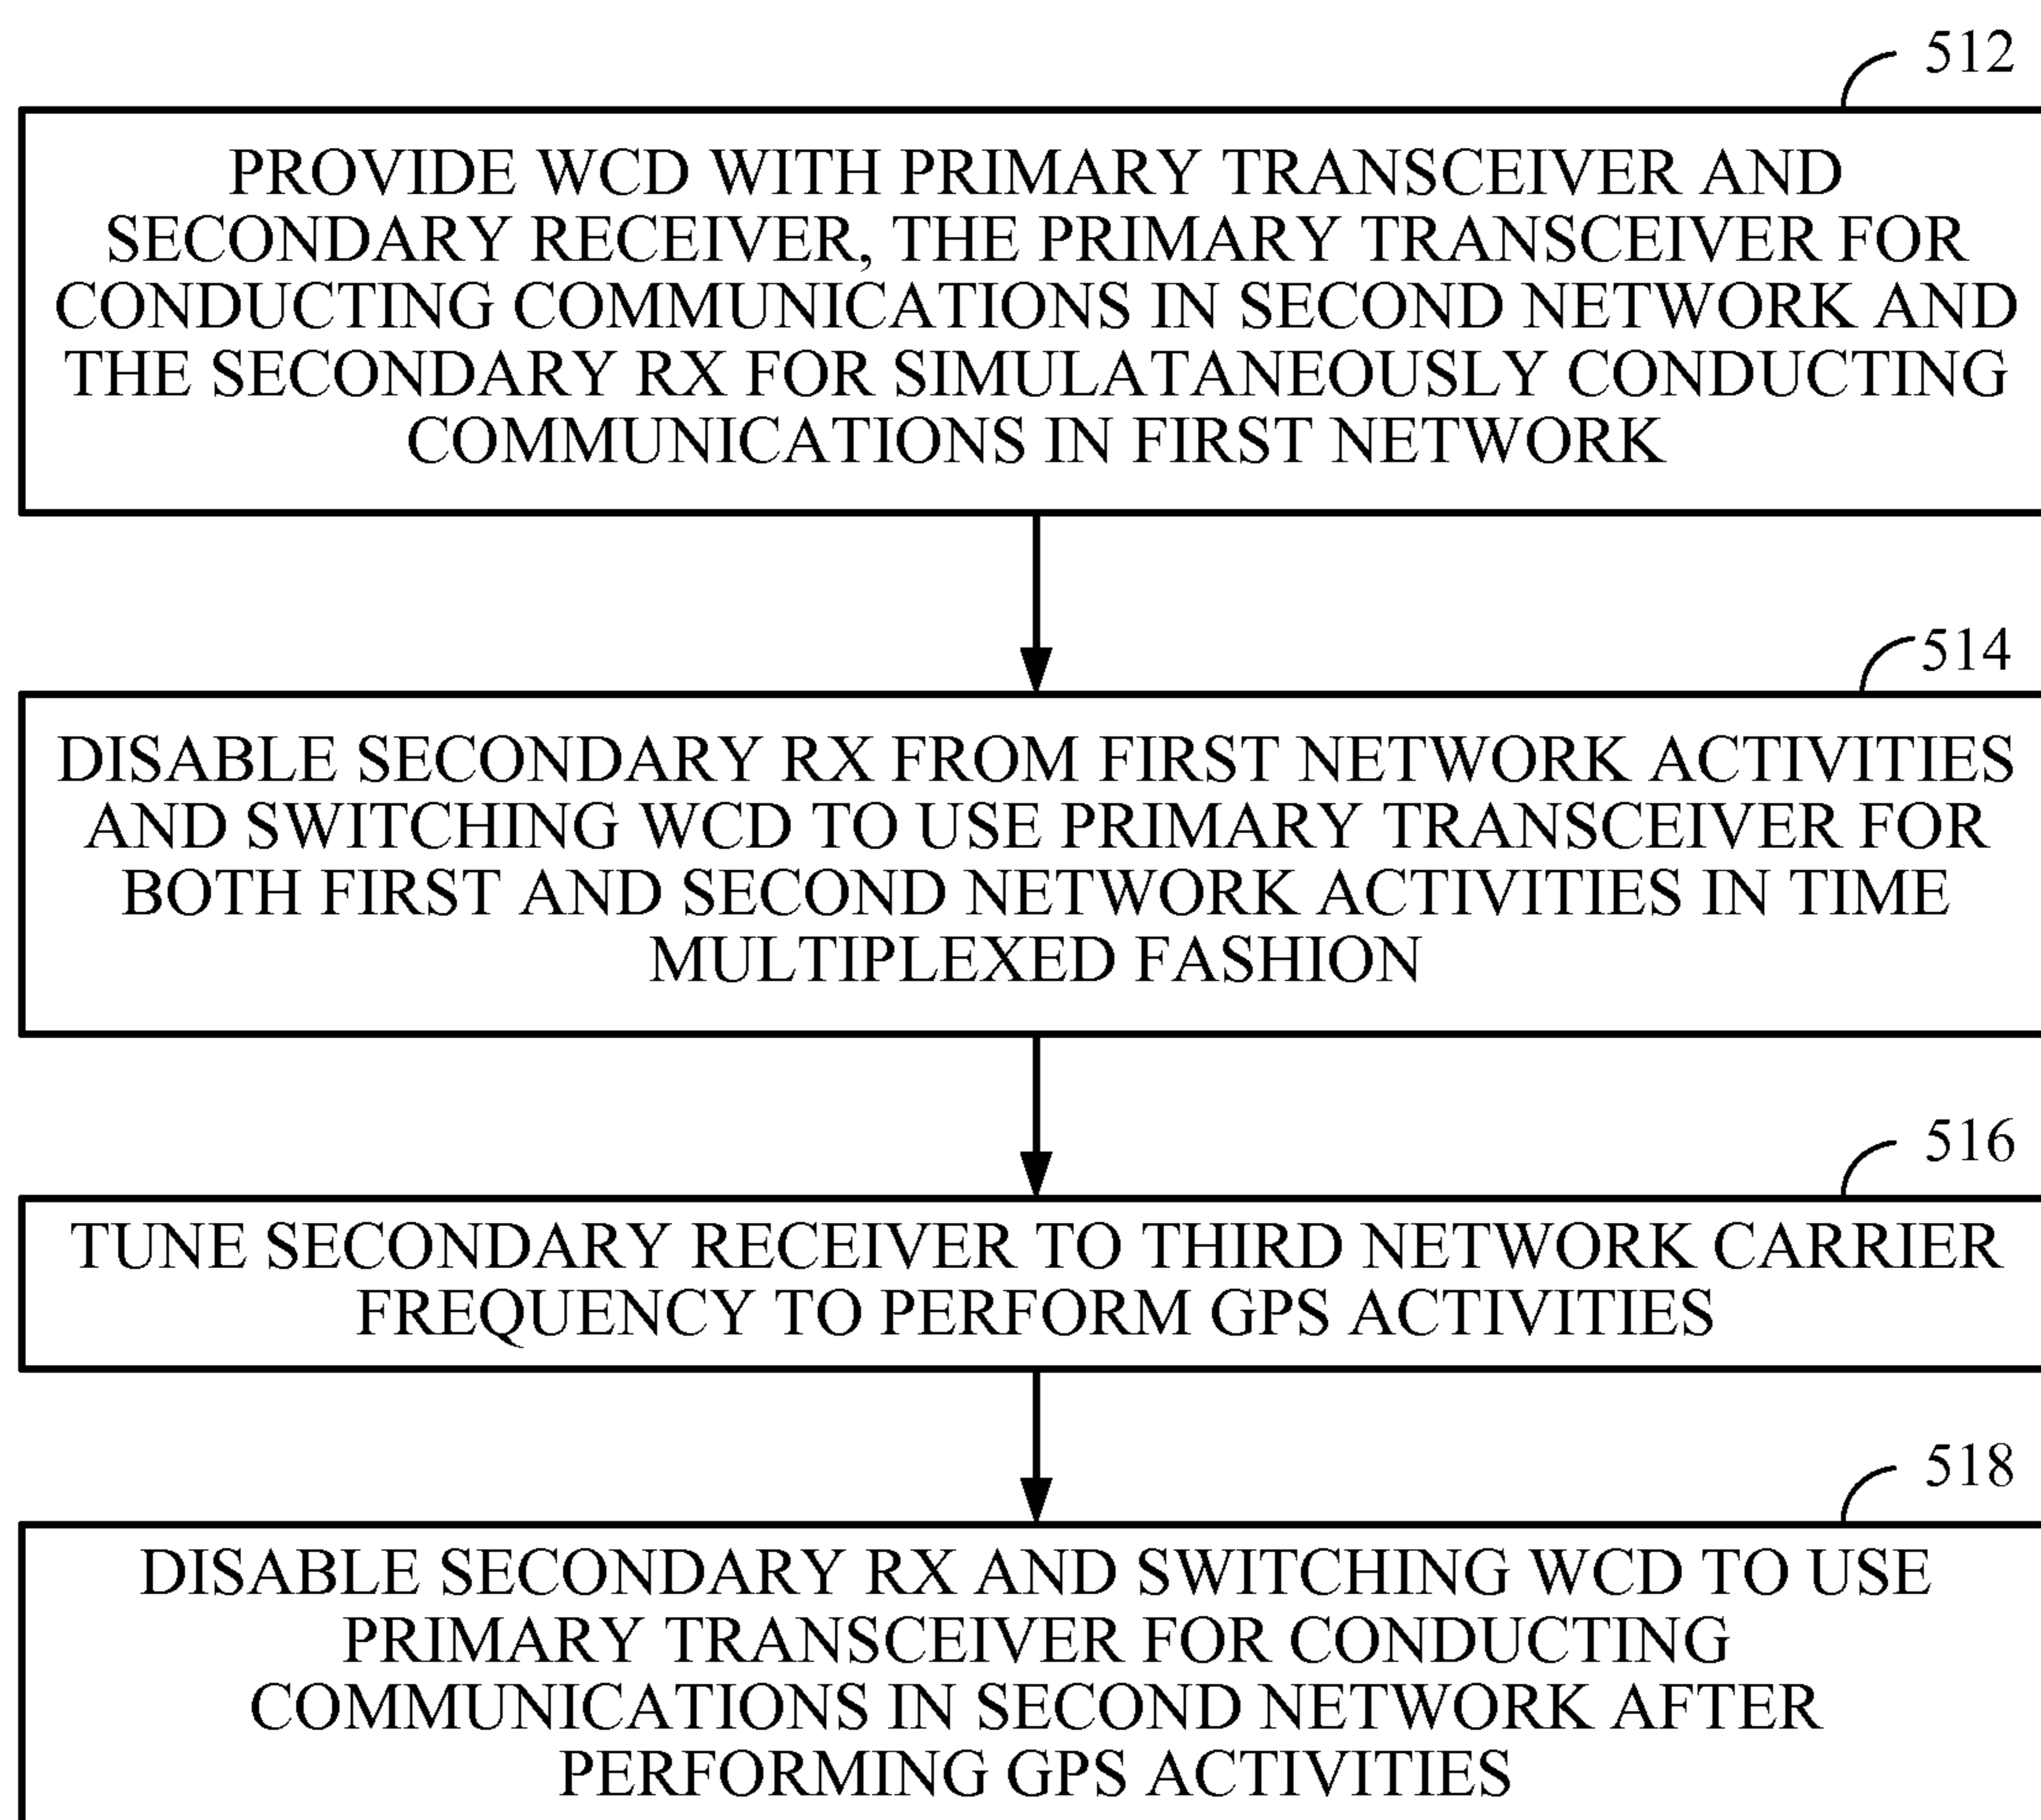 512
PROVIDE WCD WITH PRIMARY TRANSCEIVER AND
SECONDARY RECEIVER, THE PRIMARY TRANSCEIVER FOR
CONDUCTING COMMUNICATIONS IN SECOND NETWORK AND
THE SECONDARY RX FOR SIMULATANEOUSLY CONDUCTING
COMMUNICATIONS IN FIRST NETWORK
514
DISABLE SECONDARY RX FROM FIRST NETWORK ACTIVITIES
AND SWITCHING WCD TO USE PRIMARY TRANSCEIVER FOR
BOTH FIRST AND SECOND NETWORK ACTIVITIES IN TIME
MULTIPLEXED FASHION
516
TUNE SECONDARY RECEIVER TO THIRD NETWORK CARRIER
FREQUENCY TO PERFORM GPS ACTIVITIES
518
DISABLE SECONDARY RX AND SWITCHING WCD TO USE
PRIMARY TRANSCEIVER FOR CONDUCTING
COMMUNICATIONS IN SECOND NETWORK AFTER
PERFORMING GPS ACTIVITIES